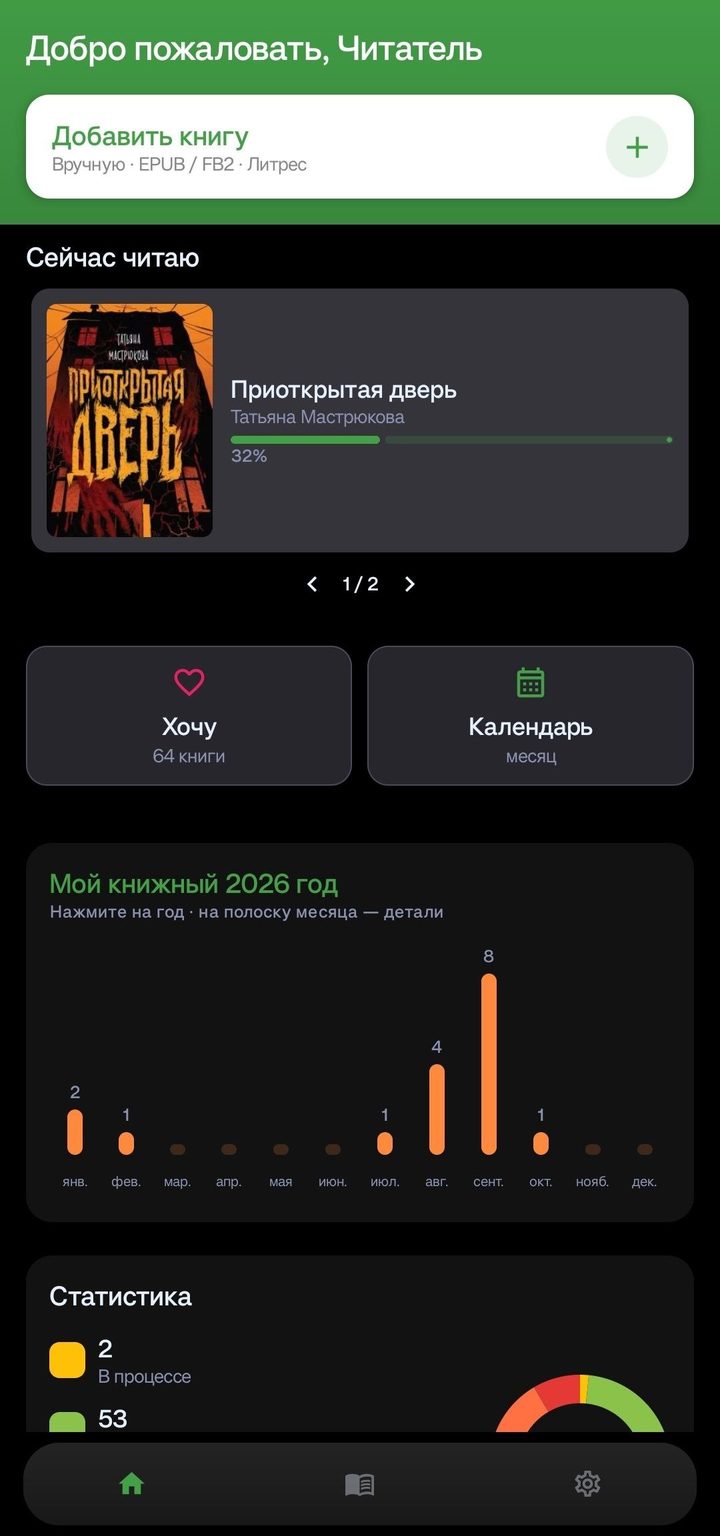 Добро пожаловать, Читатель
Добавить книгу
Вручную · EPUB / FB2 · Литрес
Сейчас читаю
ТАТЬЯНА
МАСТРЮКОВА
ПРИОТКРЫТАЯ
ДВЕРЬ
Приоткрытая дверь
Татьяна Мастрюкова
32%
1 / 2
Хочу
64 книги
Календарь
месяц
Мой книжный 2026 год
Нажмите на год · на полоску месяца — детали
8
4
2
1
1
1
янв. фев. мар. апр. мая июн. июл. авг. сент. окт. нояб. дек.
Статистика
2
В процессе
53